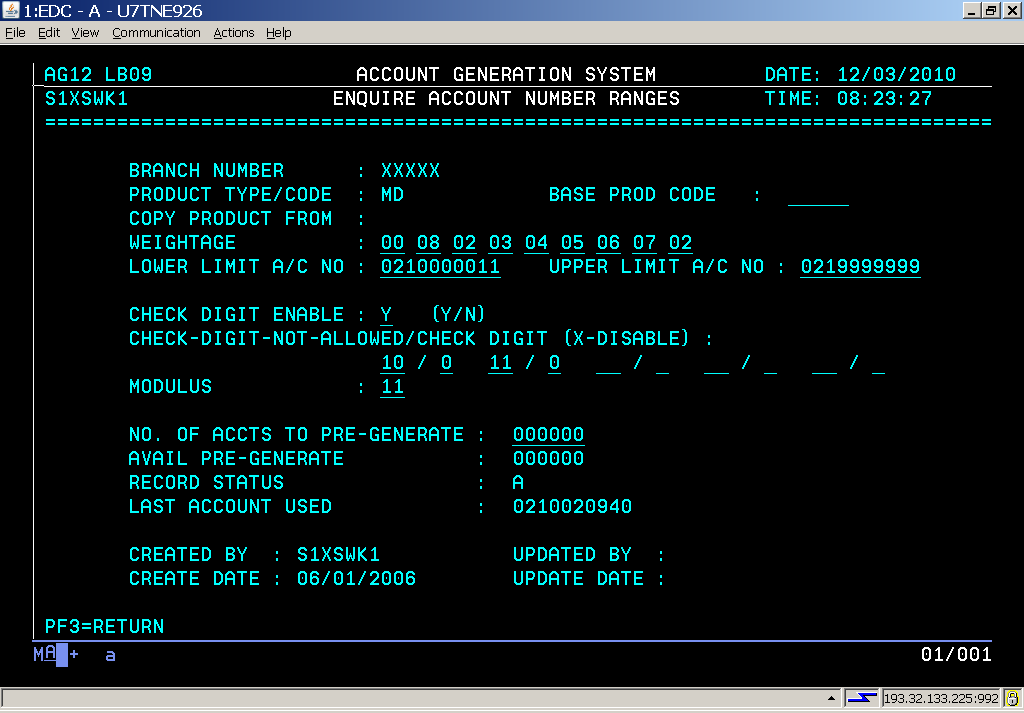 1:EDC - A - U7TNE926
File Edit View Communication Actions Help
AG12 LB09 ACCOUNT GENERATION SYSTEM DATE: 12/03/2010
S1XSWK1 ENQUIRE ACCOUNT NUMBER RANGES TIME: 08:23:27
===============================================================================
BRANCH NUMBER : XXXXX
PRODUCT TYPE/CODE : MD BASE PROD CODE : _____
COPY PRODUCT FROM :
WEIGHTAGE : 00 08 02 03 04 05 06 07 02
LOWER LIMIT A/C NO : 0210000011 UPPER LIMIT A/C NO : 0219999999
CHECK DIGIT ENABLE : Y (Y/N)
CHECK-DIGIT-NOT-ALLOWED/CHECK DIGIT (X-DISABLE) :
10 / 0 11 / 0 __ / _ __ / _ __ / _
MODULUS : 11
NO. OF ACCTS TO PRE-GENERATE : 000000
AVAIL PRE-GENERATE : 000000
RECORD STATUS : A
LAST ACCOUNT USED : 0210020940
CREATED BY : S1XSWK1 UPDATED BY :
CREATE DATE : 06/01/2006 UPDATE DATE :
PF3=RETURN
MA + a 01/001
193.32.133.225:992